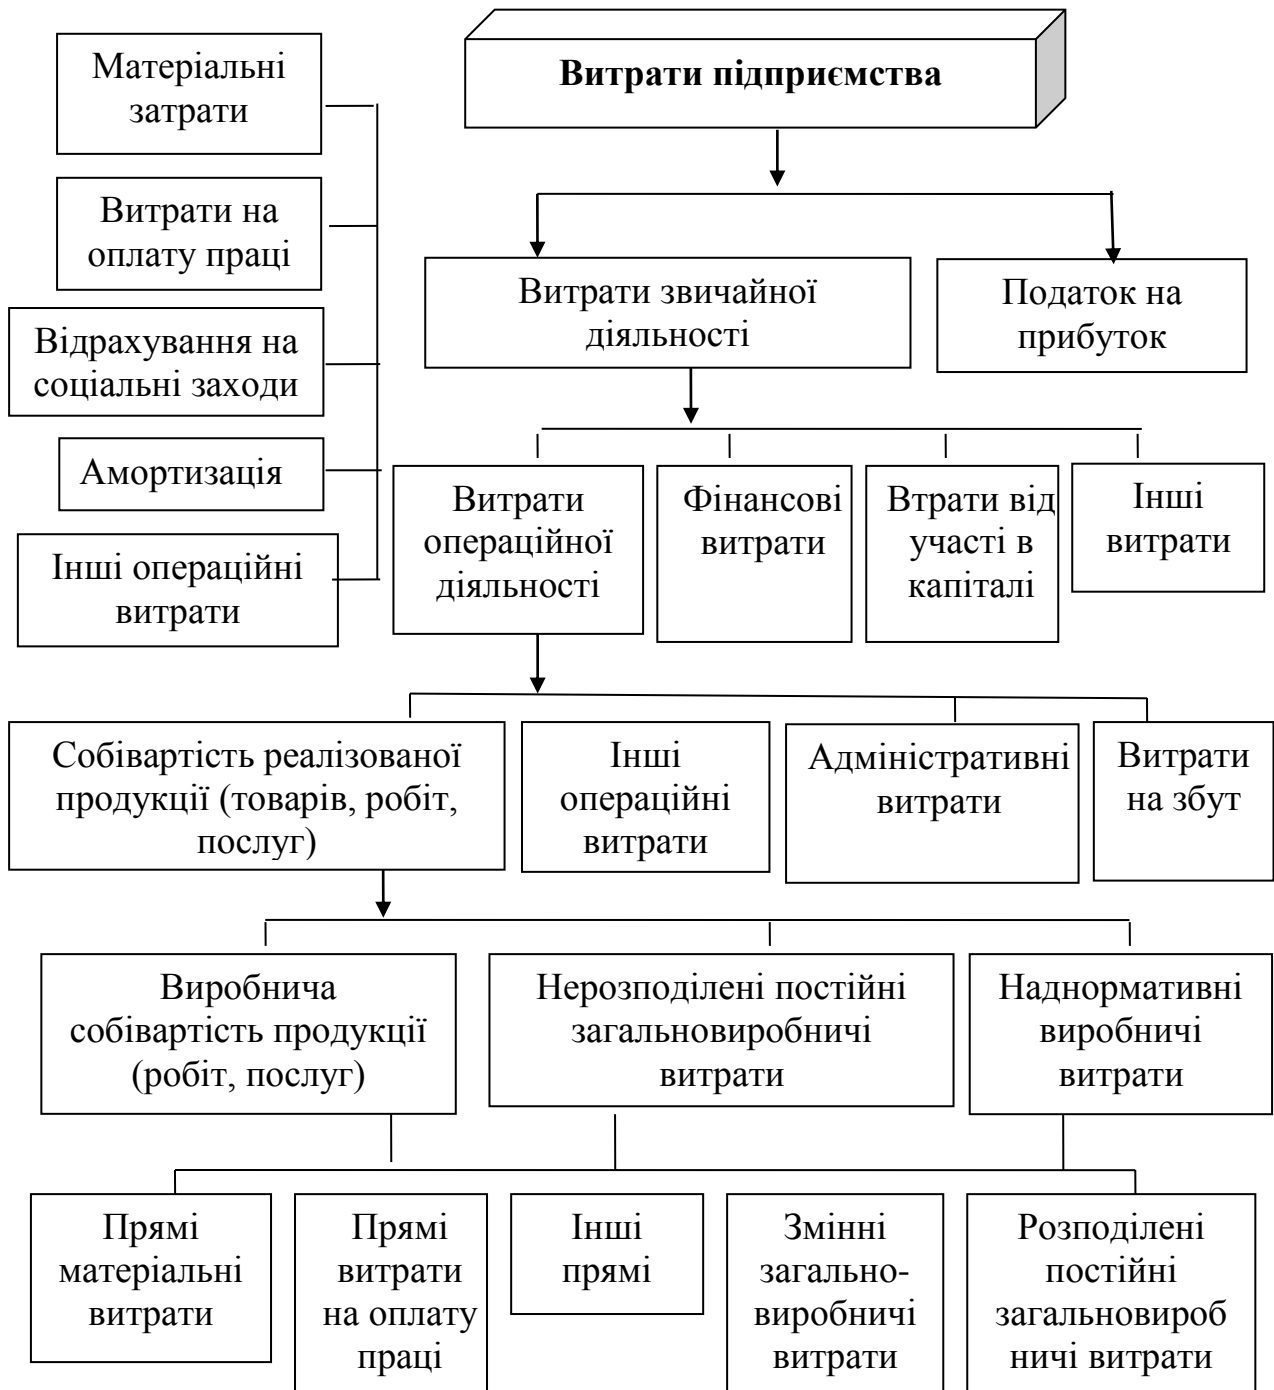 Витрати підприємства
Матеріальні
затрати
Витрати на
оплату праці
Відрахування на
соціальні заходи
Амортизація
Інші операційні
витрати
Витрати звичайної
діяльності
Податок на
прибуток
Витрати
операційної
діяльності
Фінансові
витрати
Втрати від
участі в
капіталі
Інші
витрати
Собівартість реалізованої
продукції (товарів, робіт,
послуг)
Інші
операційні
витрати
Адміністративні
витрати
Витрати
на збут
Виробнича
собівартість продукції
(робіт, послуг)
Нерозподілені постійні
загальновиробничі
витрати
Наднормативні
виробничі
витрати
Прямі
матеріальні
витрати
Прямі
витрати
на оплату
праці
Інші
прямі
Змінні
загально-
виробничі
витрати
Розподілені
постійні
загальновироб
ничі витрати